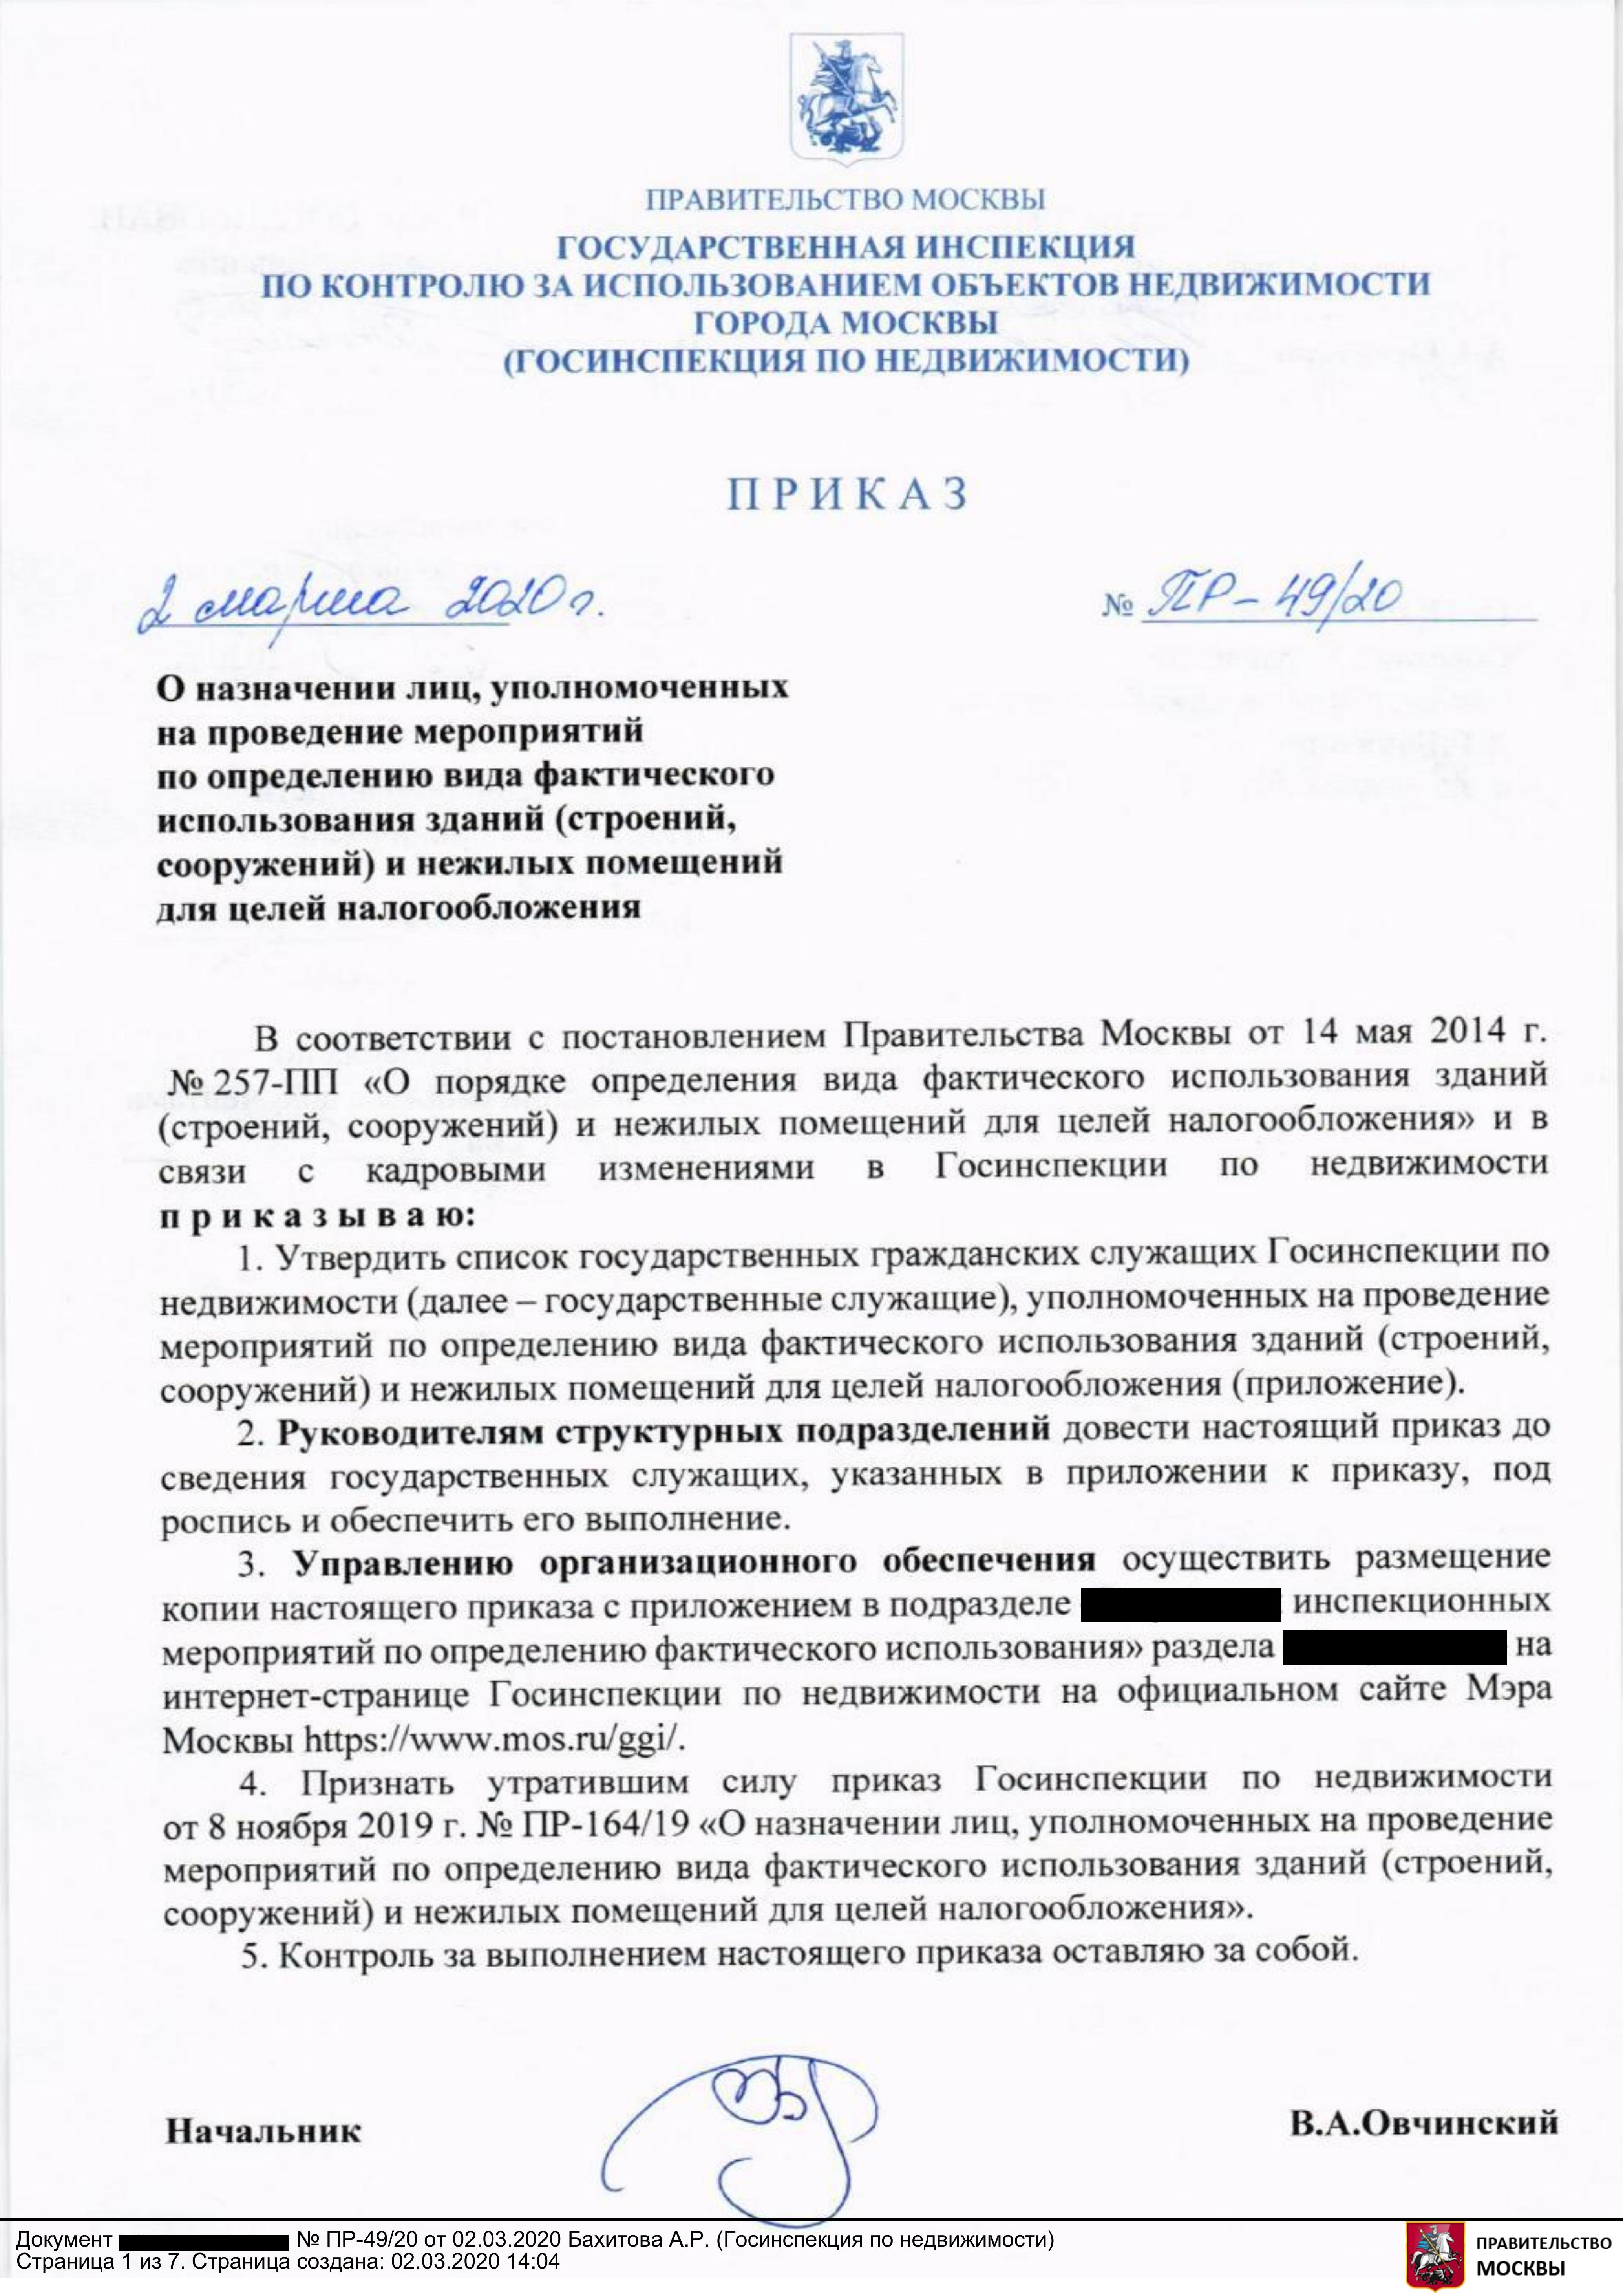 ПРАВИТЕЛЬСТВО МОСКВЫ
ГОСУДАРСТВЕННАЯ ИНСПЕКЦИЯ
ПО КОНТРОЛЮ ЗА ИСПОЛЬЗОВАНИЕМ ОБЪЕКТОВ НЕДВИЖИМОСТИ
ГОРОДА МОСКВЫ
(ГОСИНСПЕКЦИЯ ПО НЕДВИЖИМОСТИ)
П Р И К А З
2 марта 2020 г. № ПР-49/20
О назначении лиц, уполномоченных
на проведение мероприятий
по определению вида фактического
использования зданий (строений,
сооружений) и нежилых помещений
для целей налогообложения
В соответствии с постановлением Правительства Москвы от 14 мая 2014 г.
№ 257-ПП «О порядке определения вида фактического использования зданий
(строений, сооружений) и нежилых помещений для целей налогообложения» и в
связи с кадровыми изменениями в Госинспекции по недвижимости
п р и к а з ы в а ю:
1. Утвердить список государственных гражданских служащих Госинспекции по
недвижимости (далее – государственные служащие), уполномоченных на проведение
мероприятий по определению вида фактического использования зданий (строений,
сооружений) и нежилых помещений для целей налогообложения (приложение).
2. Руководителям структурных подразделений довести настоящий приказ до
сведения государственных служащих, указанных в приложении к приказу, под
роспись и обеспечить его выполнение.
3. Управлению организационного обеспечения осуществить размещение
копии настоящего приказа с приложением в подразделе инспекционных
мероприятий по определению фактического использования» раздела на
интернет-странице Госинспекции по недвижимости на официальном сайте Мэра
Москвы https://www.mos.ru/ggi/.
4. Признать утратившим силу приказ Госинспекции по недвижимости
от 8 ноября 2019 г. № ПР-164/19 «О назначении лиц, уполномоченных на проведение
мероприятий по определению вида фактического использования зданий (строений,
сооружений) и нежилых помещений для целей налогообложения».
5. Контроль за выполнением настоящего приказа оставляю за собой.
Начальник В.А.Овчинский
Документ № ПР-49/20 от 02.03.2020 Бахитова А.Р. (Госинспекция по недвижимости)
Страница 1 из 7. Страница создана: 02.03.2020 14:04
ПРАВИТЕЛЬСТВО
МОСКВЫ